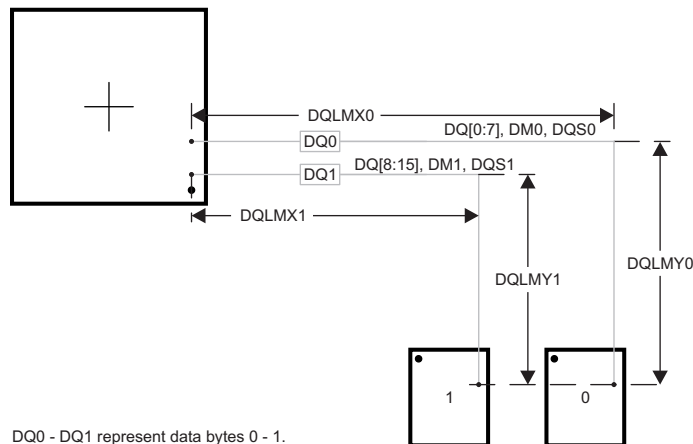 DQLMX0
DQ[0:7], DM0, DQS0
DQ0
DQ[8:15], DM1, DQS1
DQ1
DQLMX1
DQLMY0
DQLMY1
1
0
DQ0 - DQ1 represent data bytes 0 - 1.